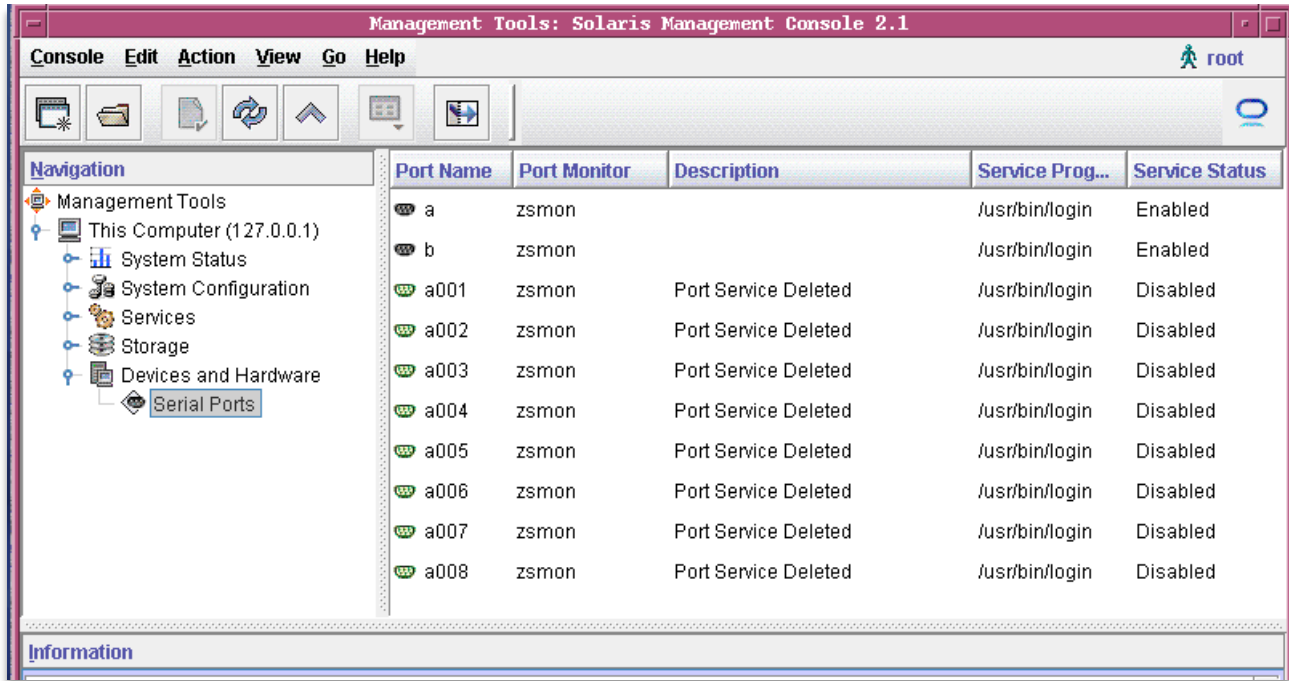 Management Tools: Solaris Management Console 2.1
Console Edit Action View Go Help root
Navigation
Management Tools
This Computer (127.0.0.1)
System Status
System Configuration
Services
Storage
Devices and Hardware
Serial Ports
Port Name Port Monitor Description Service Prog... Service Status
a zsmon /usr/bin/login Enabled
b zsmon /usr/bin/login Enabled
a001 zsmon Port Service Deleted /usr/bin/login Disabled
a002 zsmon Port Service Deleted /usr/bin/login Disabled
a003 zsmon Port Service Deleted /usr/bin/login Disabled
a004 zsmon Port Service Deleted /usr/bin/login Disabled
a005 zsmon Port Service Deleted /usr/bin/login Disabled
a006 zsmon Port Service Deleted /usr/bin/login Disabled
a007 zsmon Port Service Deleted /usr/bin/login Disabled
a008 zsmon Port Service Deleted /usr/bin/login Disabled
Information